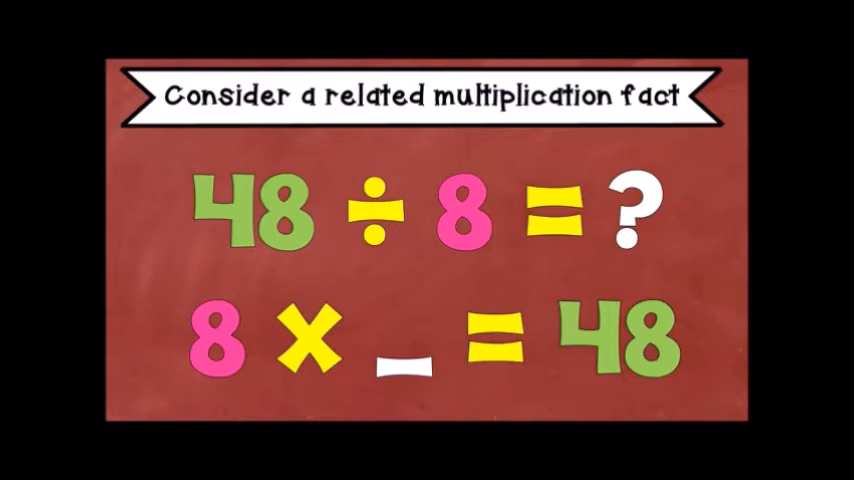 Consider a related multiplication fact
48 ÷ 8 = ?
8 × _ = 48